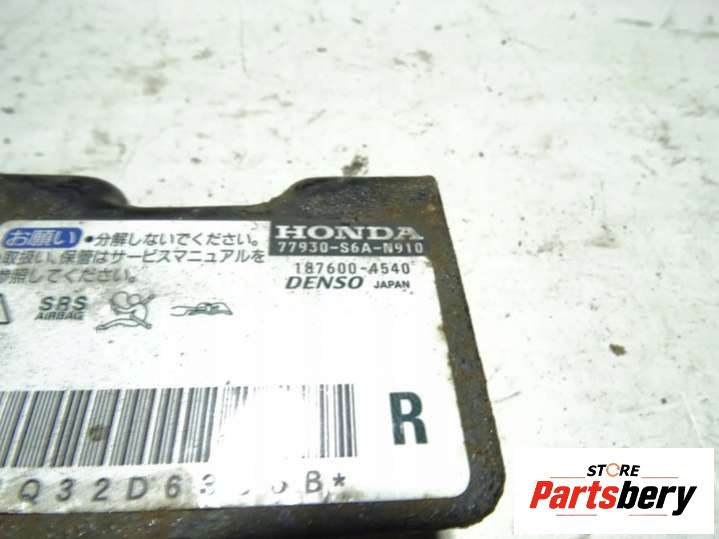 お願い •分解しないでください。
取扱い、保管はサービスマニュアルを
参照してください。
HONDA
77930-S6A-N910
187600-4540
DENSO JAPAN
SRS
AIRBAG
R
Q32D6
B*
STORE
Partsbery